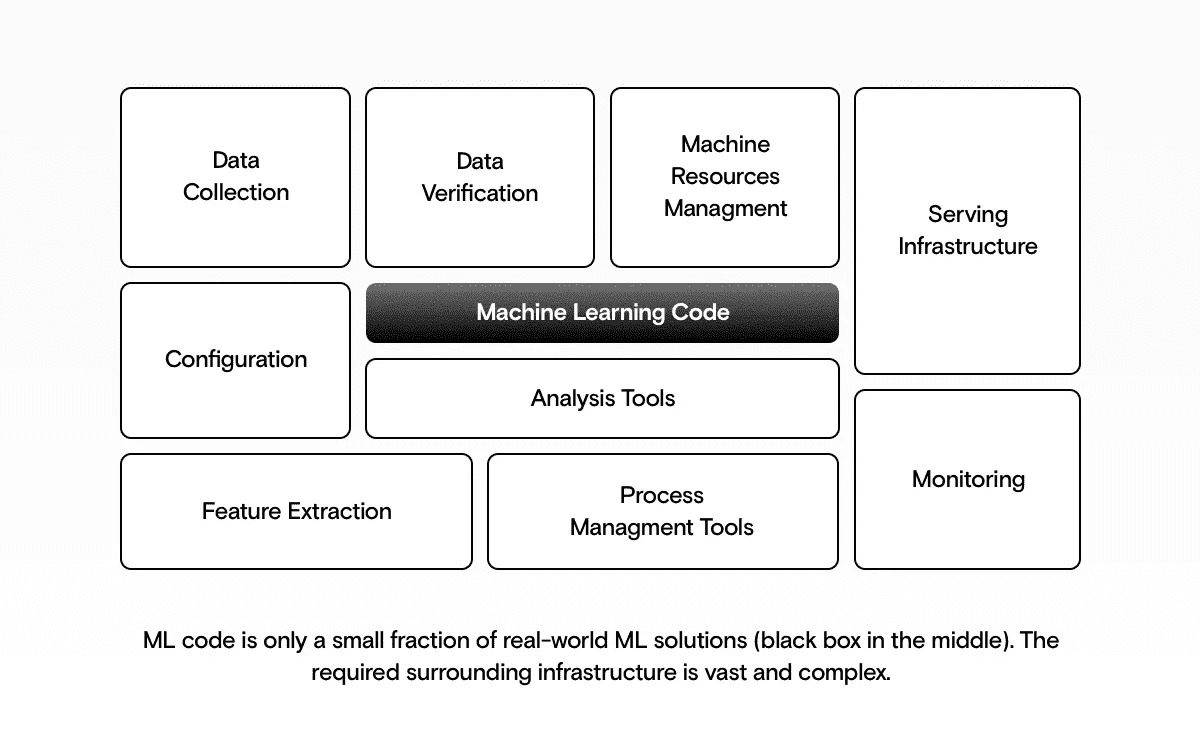 Data
Collection
Data
Verification
Machine
Resources
Managment
Serving
Infrastructure
Configuration
Machine Learning Code
Analysis Tools
Feature Extraction
Process
Managment Tools
Monitoring
ML code is only a small fraction of real-world ML solutions (black box in the middle). The
required surrounding infrastructure is vast and complex.